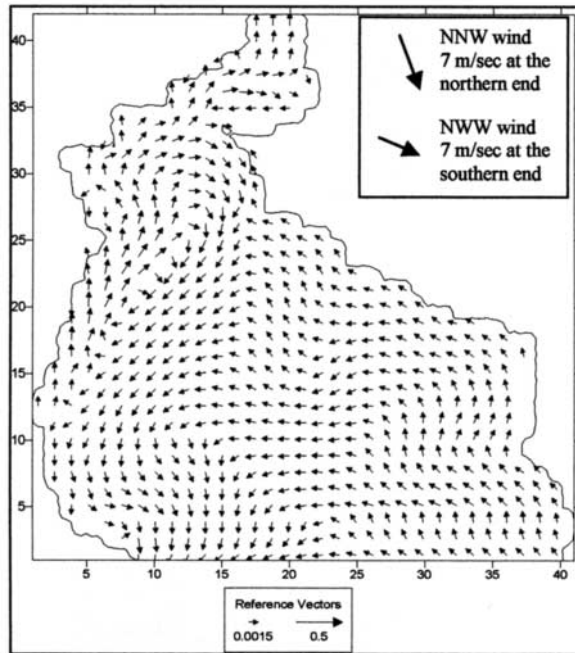 40
35
30
25
20
15
10
5
5 10 15 20 25 30 35 40
NNW wind
7 m/sec at the
northern end
NWW wind
7 m/sec at the
southern end
Reference Vectors
0.0015 0.5